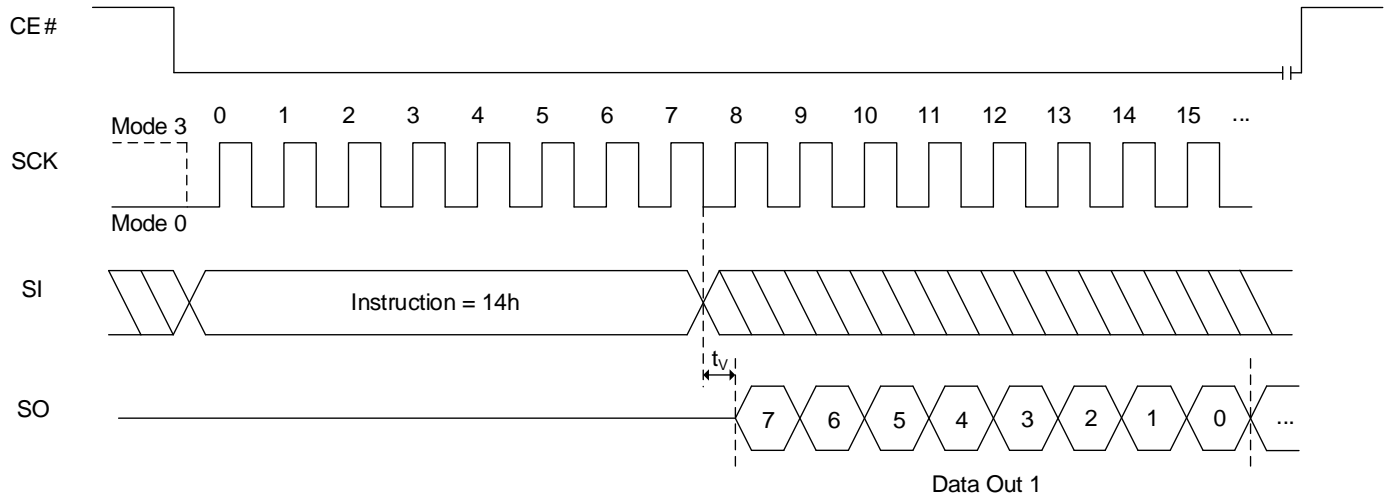 CE#
0 1 2 3 4 5 6 7 8 9 10 11 12 13 14 15 ...
Mode 3
SCK
Mode 0
SI
Instruction = 14h
tV
SO
7 6 5 4 3 2 1 0 ...
Data Out 1